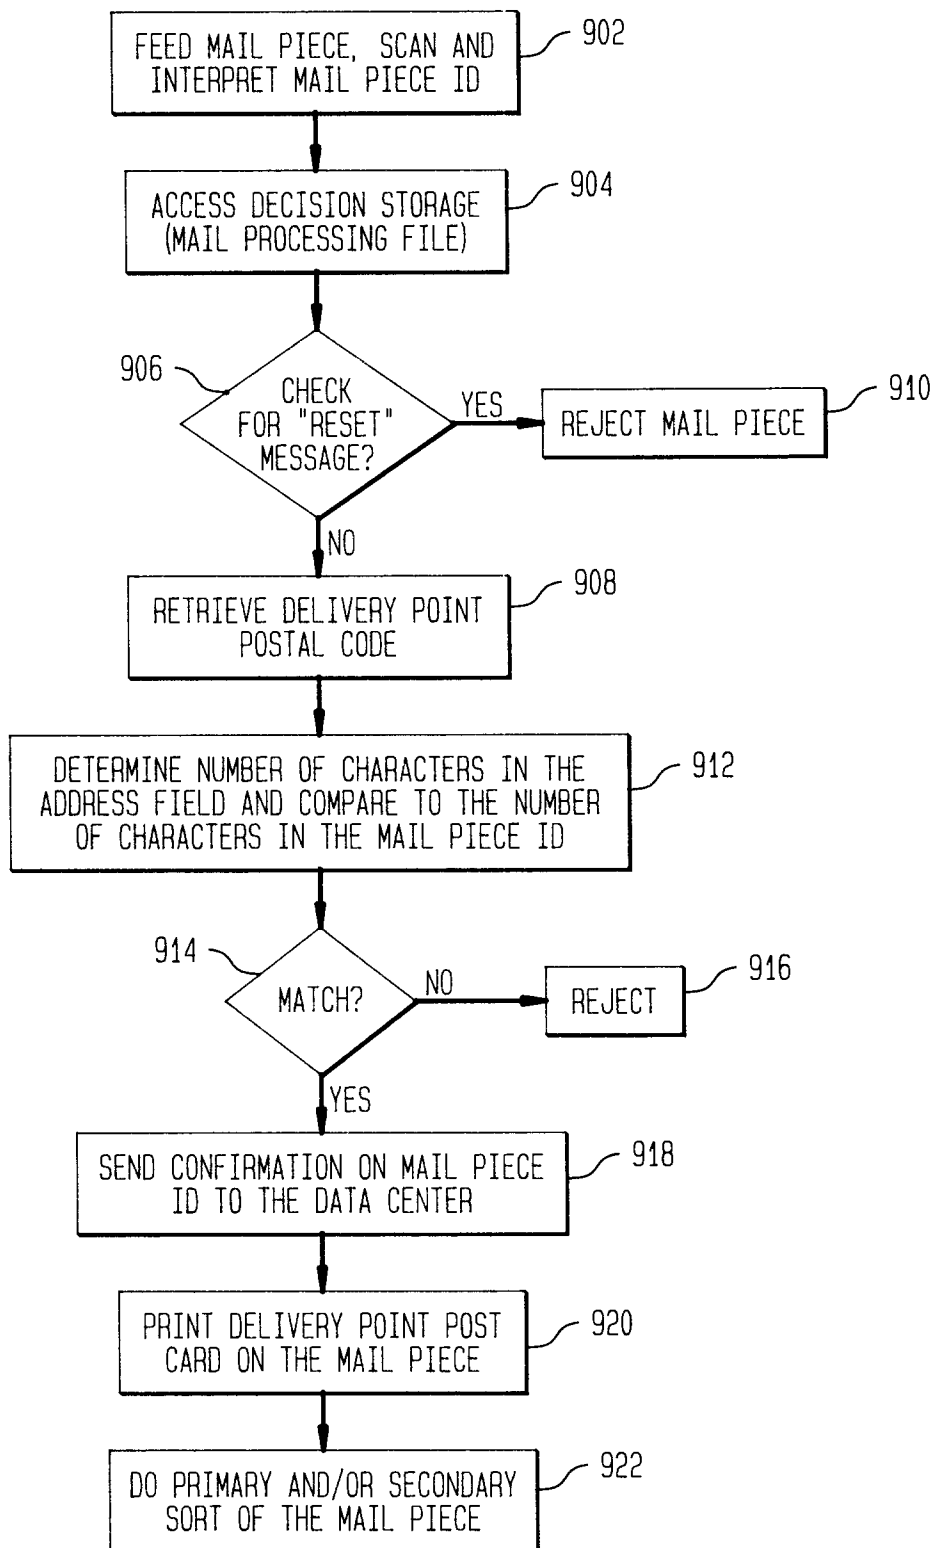 FEED MAIL PIECE, SCAN AND
INTERPRET MAIL PIECE ID
902
ACCESS DECISION STORAGE
(MAIL PROCESSING FILE)
904
906
CHECK
FOR "RESET"
MESSAGE?
YES
REJECT MAIL PIECE
910
NO
RETRIEVE DELIVERY POINT
POSTAL CODE
908
DETERMINE NUMBER OF CHARACTERS IN THE
ADDRESS FIELD AND COMPARE TO THE NUMBER
OF CHARACTERS IN THE MAIL PIECE ID
912
914
MATCH?
NO
REJECT
916
YES
SEND CONFIRMATION ON MAIL PIECE
ID TO THE DATA CENTER
918
PRINT DELIVERY POINT POST
CARD ON THE MAIL PIECE
920
DO PRIMARY AND/OR SECONDARY
SORT OF THE MAIL PIECE
922